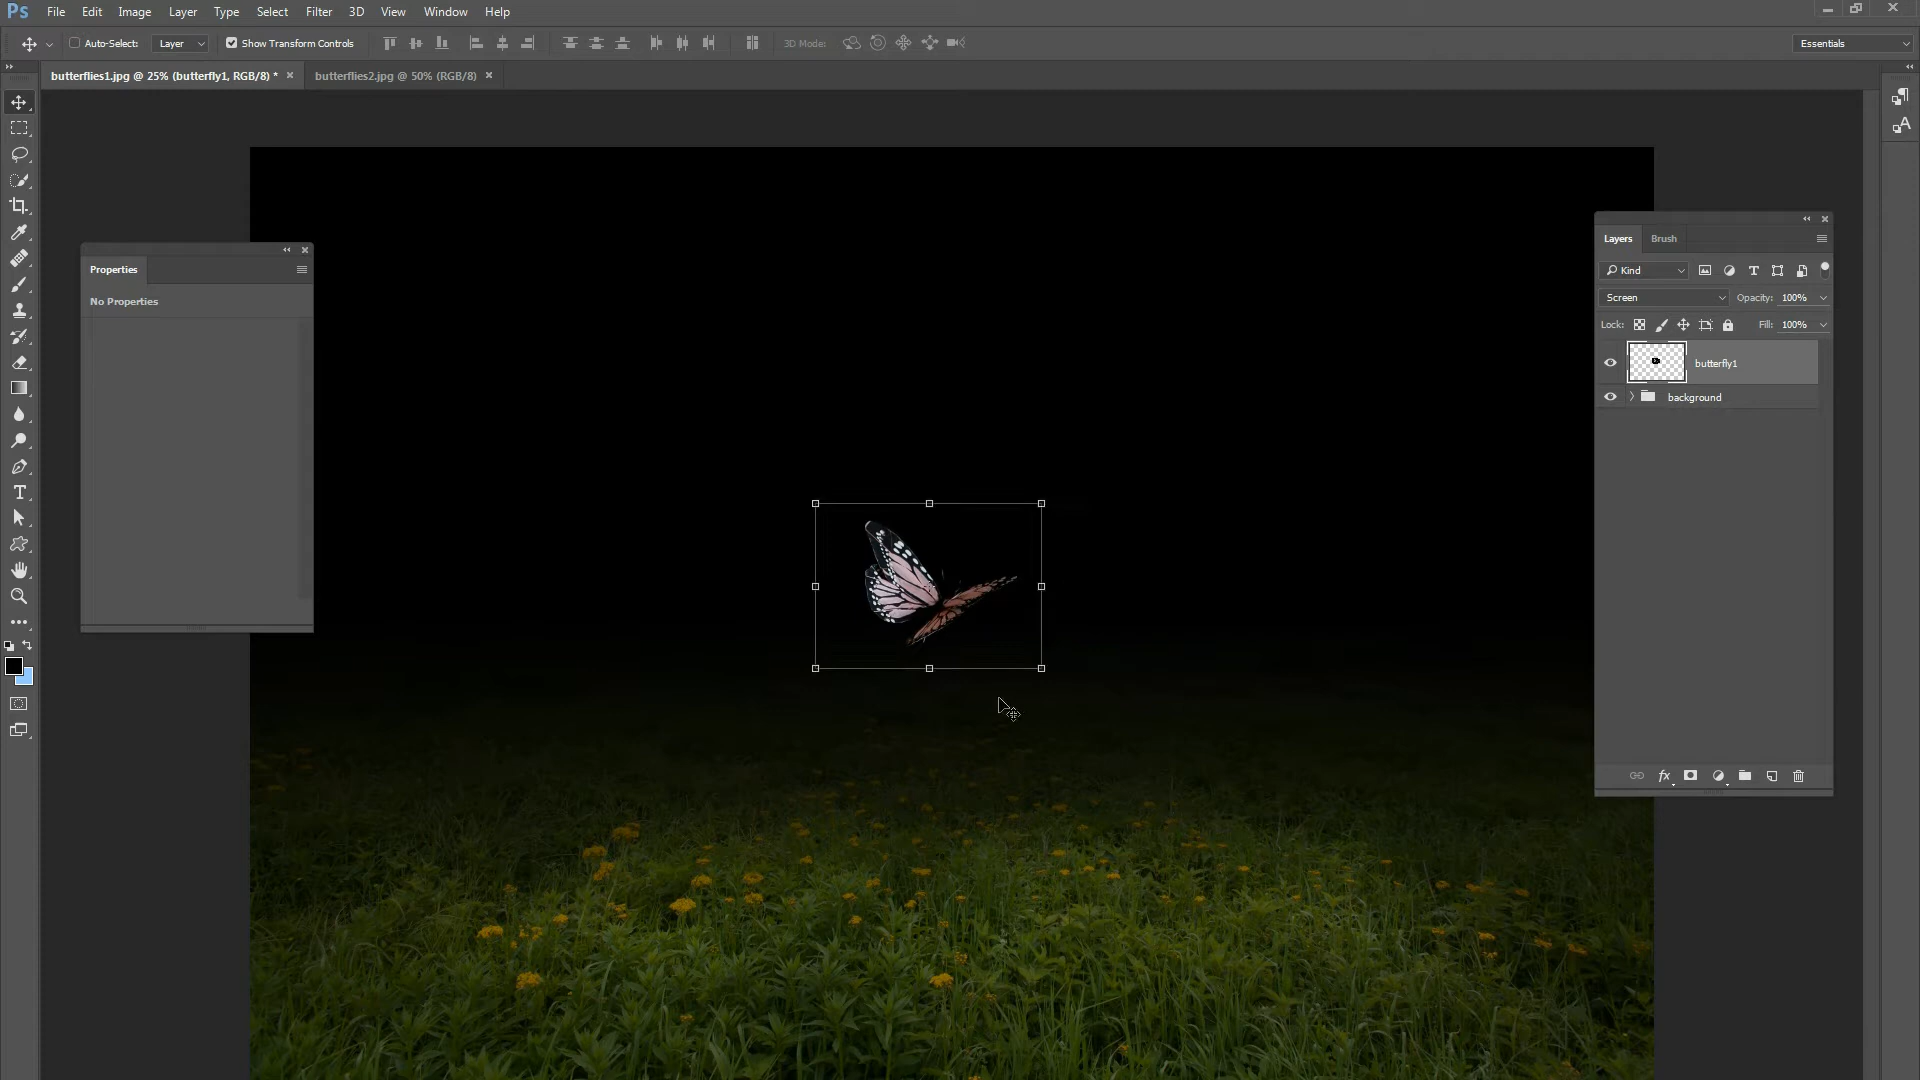 Ps File Edit Image Layer Type Select Filter 3D View Window Help
Auto-Select: Layer Show Transform Controls 3D Mode: Essentials
butterflies1.jpg @ 25% (butterfly1, RGB/8) * butterflies2.jpg @ 50% (RGB/8)
Properties
No Properties
Layers Brush
Kind
Screen Opacity: 100%
Lock: Fill: 100%
butterfly1
background
fx